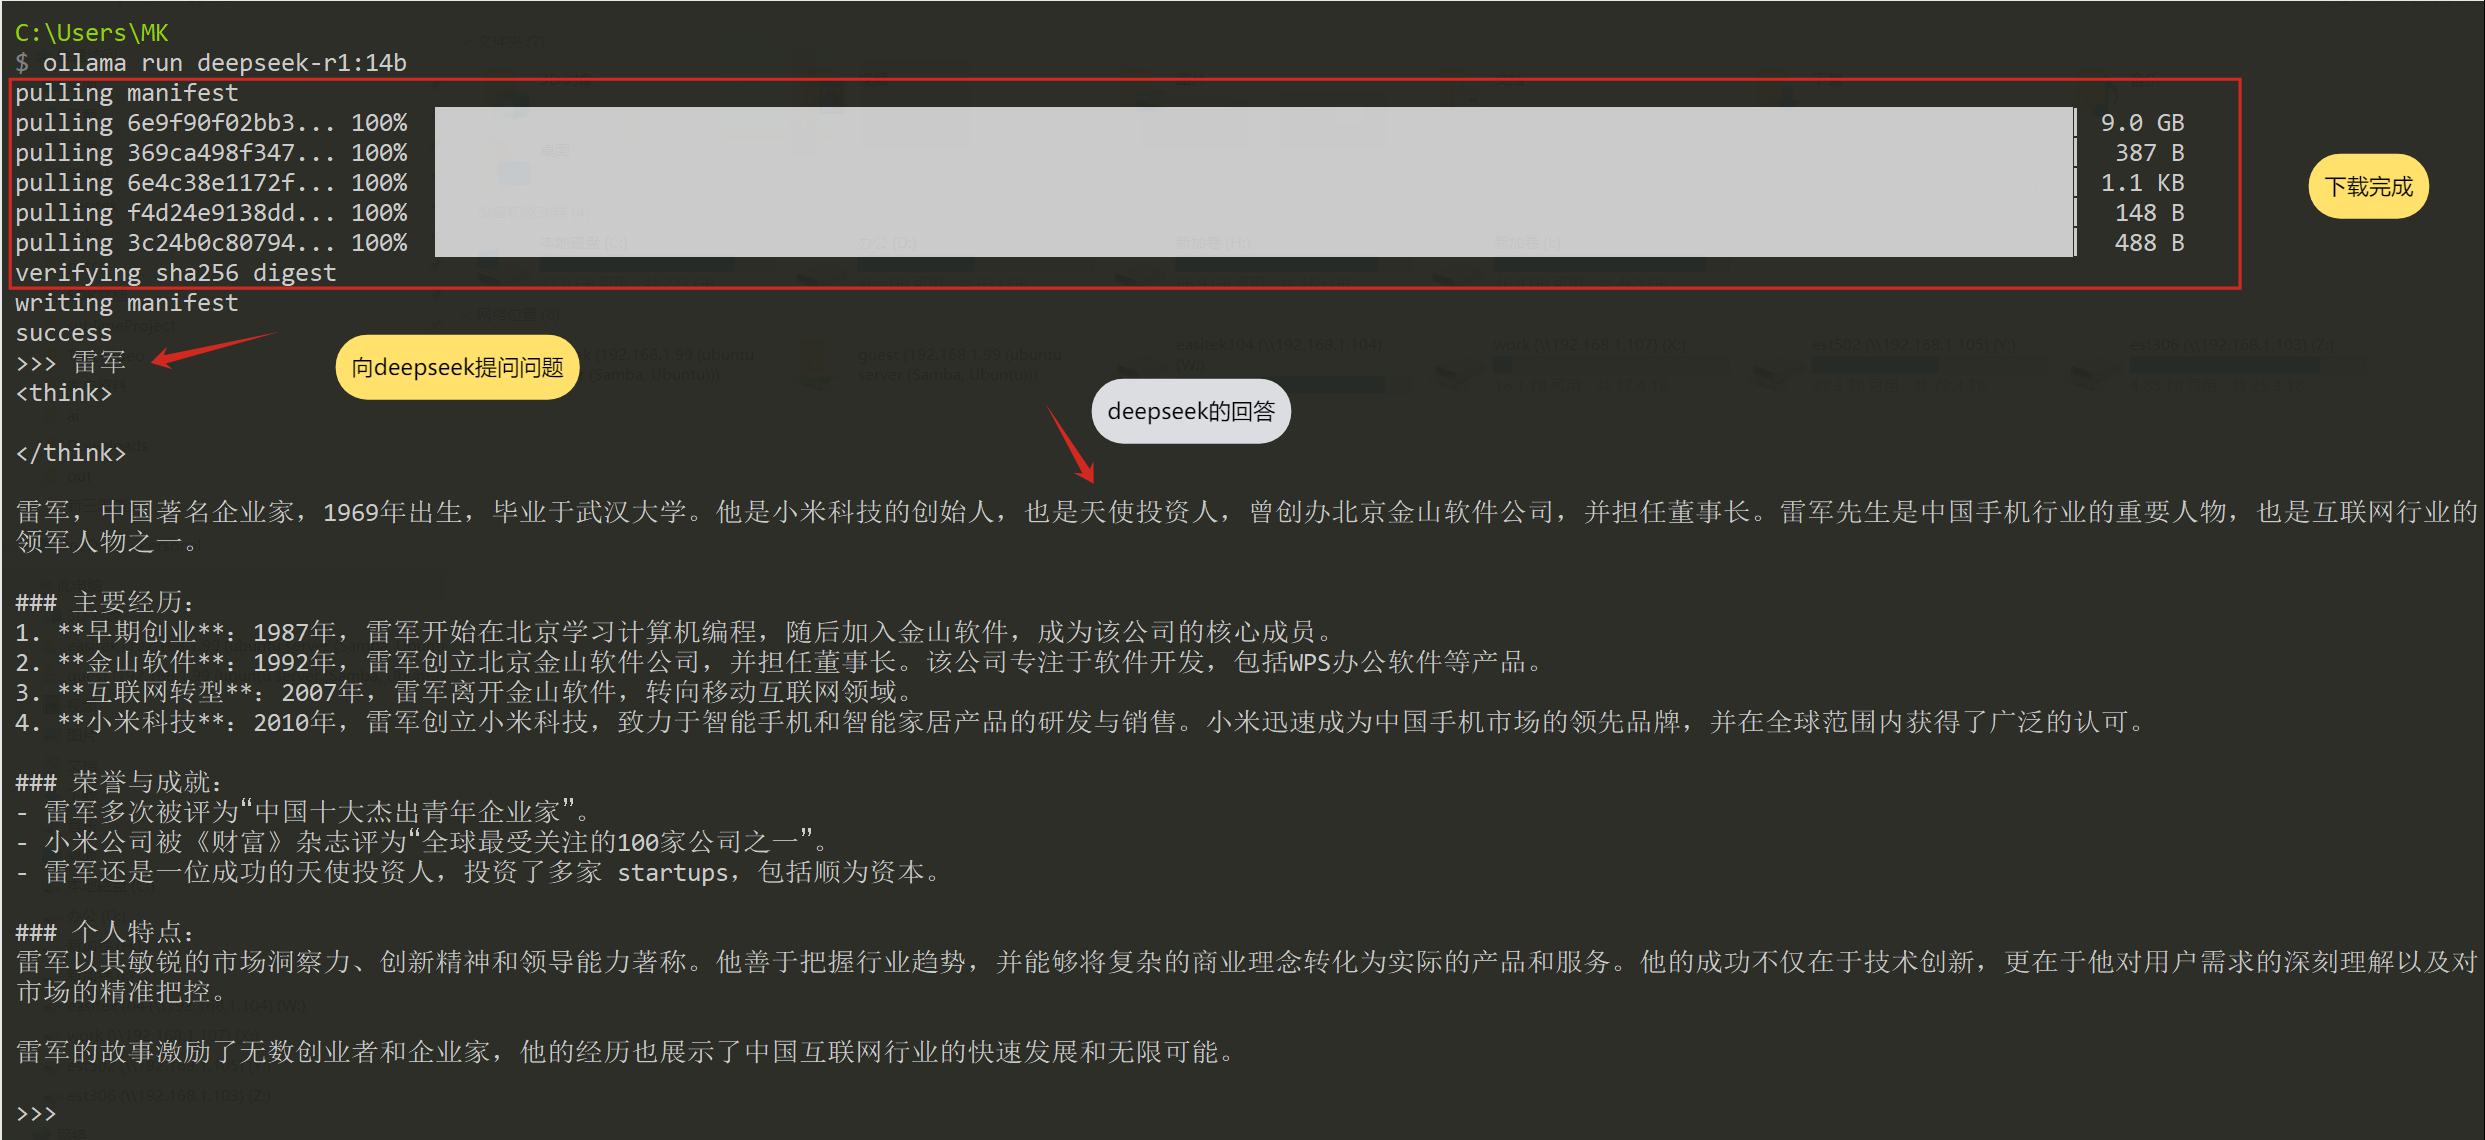 C:\Users\MK
$ ollama run deepseek-r1:14b
pulling manifest
pulling 6e9f90f02bb3... 100% 9.0 GB
pulling 369ca498f347... 100% 387 B
pulling 6e4c38e1172f... 100% 1.1 KB
下载完成
pulling f4d24e9138dd... 100% 148 B
pulling 3c24b0c80794... 100% 488 B
verifying sha256 digest
writing manifest
success
>>> 雷军
向deepseek提问问题
<think>
deepseek的回答
</think>
雷军，中国著名企业家，1969年出生，毕业于武汉大学。他是小米科技的创始人，也是天使投资人，曾创办北京金山软件公司，并担任董事长。雷军先生是中国手机行业的重要人物，也是互联网行业的
领军人物之一。
### 主要经历：
1. **早期创业**：1987年，雷军开始在北京学习计算机编程，随后加入金山软件，成为该公司的核心成员。
2. **金山软件**：1992年，雷军创立北京金山软件公司，并担任董事长。该公司专注于软件开发，包括WPS办公软件等产品。
3. **互联网转型**：2007年，雷军离开金山软件，转向移动互联网领域。
4. **小米科技**：2010年，雷军创立小米科技，致力于智能手机和智能家居产品的研发与销售。小米迅速成为中国手机市场的领先品牌，并在全球范围内获得了广泛的认可。
### 荣誉与成就：
- 雷军多次被评为“中国十大杰出青年企业家”。
- 小米公司被《财富》杂志评为“全球最受关注的100家公司之一”。
- 雷军还是一位成功的天使投资人，投资了多家 startups，包括顺为资本。
### 个人特点：
雷军以其敏锐的市场洞察力、创新精神和领导能力著称。他善于把握行业趋势，并能够将复杂的商业理念转化为实际的产品和服务。他的成功不仅在于技术创新，更在于他对用户需求的深刻理解以及对
市场的精准把控。
雷军的故事激励了无数创业者和企业家，他的经历也展示了中国互联网行业的快速发展和无限可能。
>>>